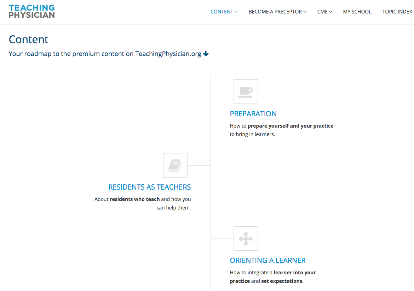 TEACHING
PHYSICIAN
CONTENT
BECOME A PRECEPTOR
CME
MY SCHOOL
TOPIC INDEX
Content
Your roadmap to the premium content on TeachingPhysician.org
PREPARATION
How to prepare yourself and your practice
to bring in learners.
RESIDENTS AS TEACHERS
About residents who teach and how you
can help them.
ORIENTING A LEARNER
How to integrate a learner into your
practice and set expectations.